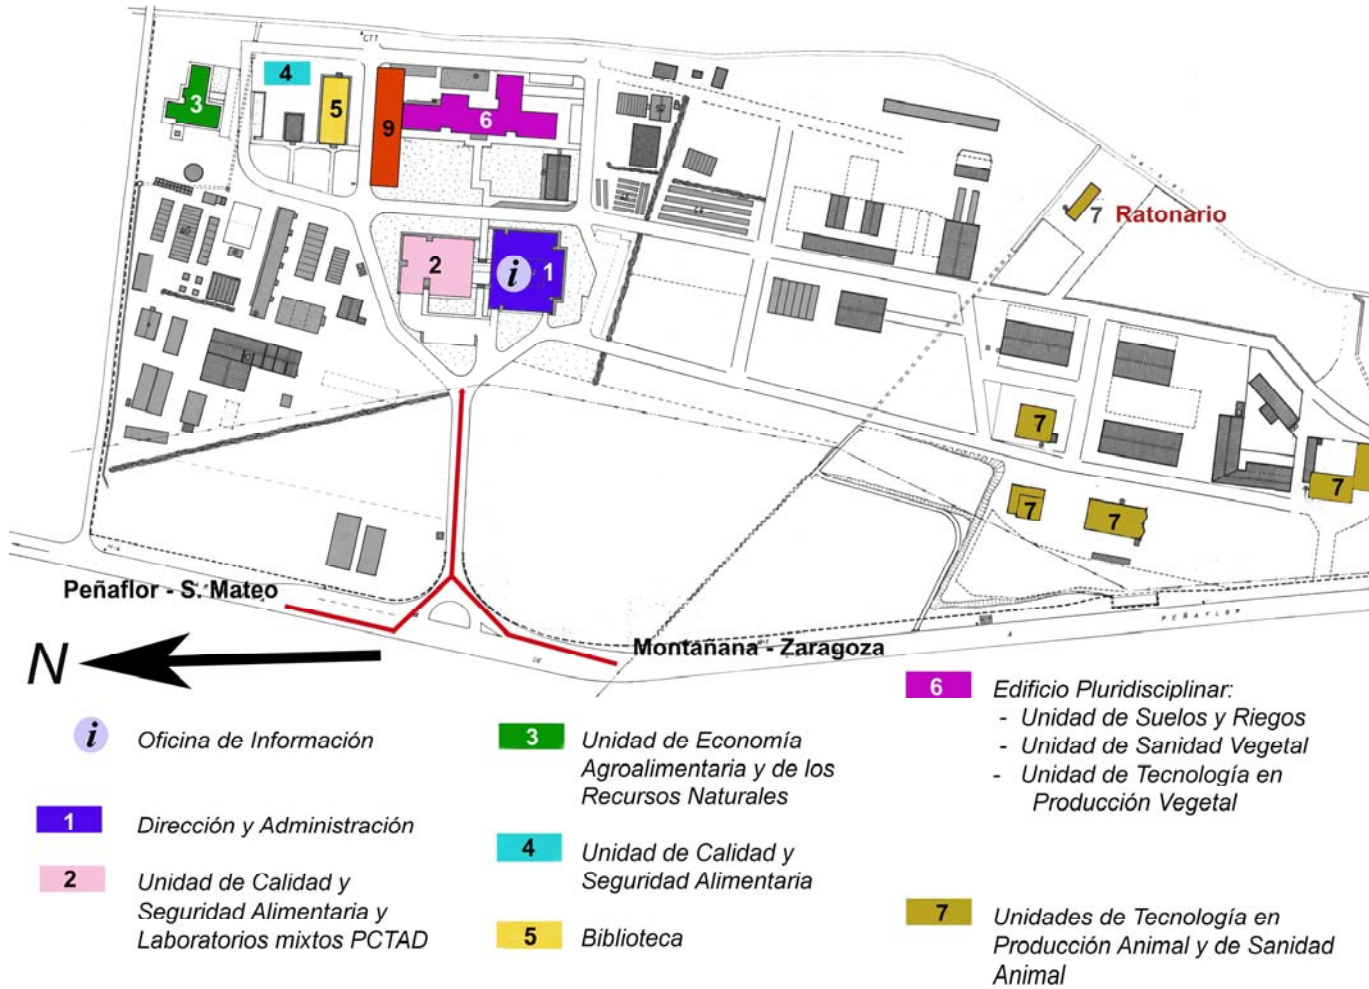 CTT
4
3
5
9
6
7 Ratonario
2
i
1
7
7
7
7
Peñaflor - S. Mateo
Montañana - Zaragoza
DE
A
PEÑAFLOR
N
i Oficina de Información
1 Dirección y Administración
2 Unidad de Calidad y
Seguridad Alimentaria y
Laboratorios mixtos PCTAD
3 Unidad de Economía
Agroalimentaria y de los
Recursos Naturales
4 Unidad de Calidad y
Seguridad Alimentaria
5 Biblioteca
6 Edificio Pluridisciplinar:
- Unidad de Suelos y Riegos
- Unidad de Sanidad Vegetal
- Unidad de Tecnología en
Producción Vegetal
7 Unidades de Tecnología en
Producción Animal y de Sanidad
Animal